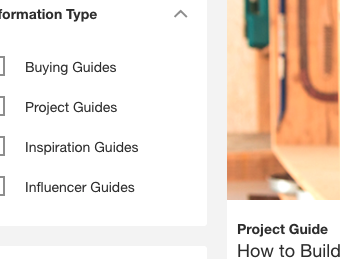 formation Type
Buying Guides
Project Guides
Inspiration Guides
Influencer Guides
Project Guide
How to Build